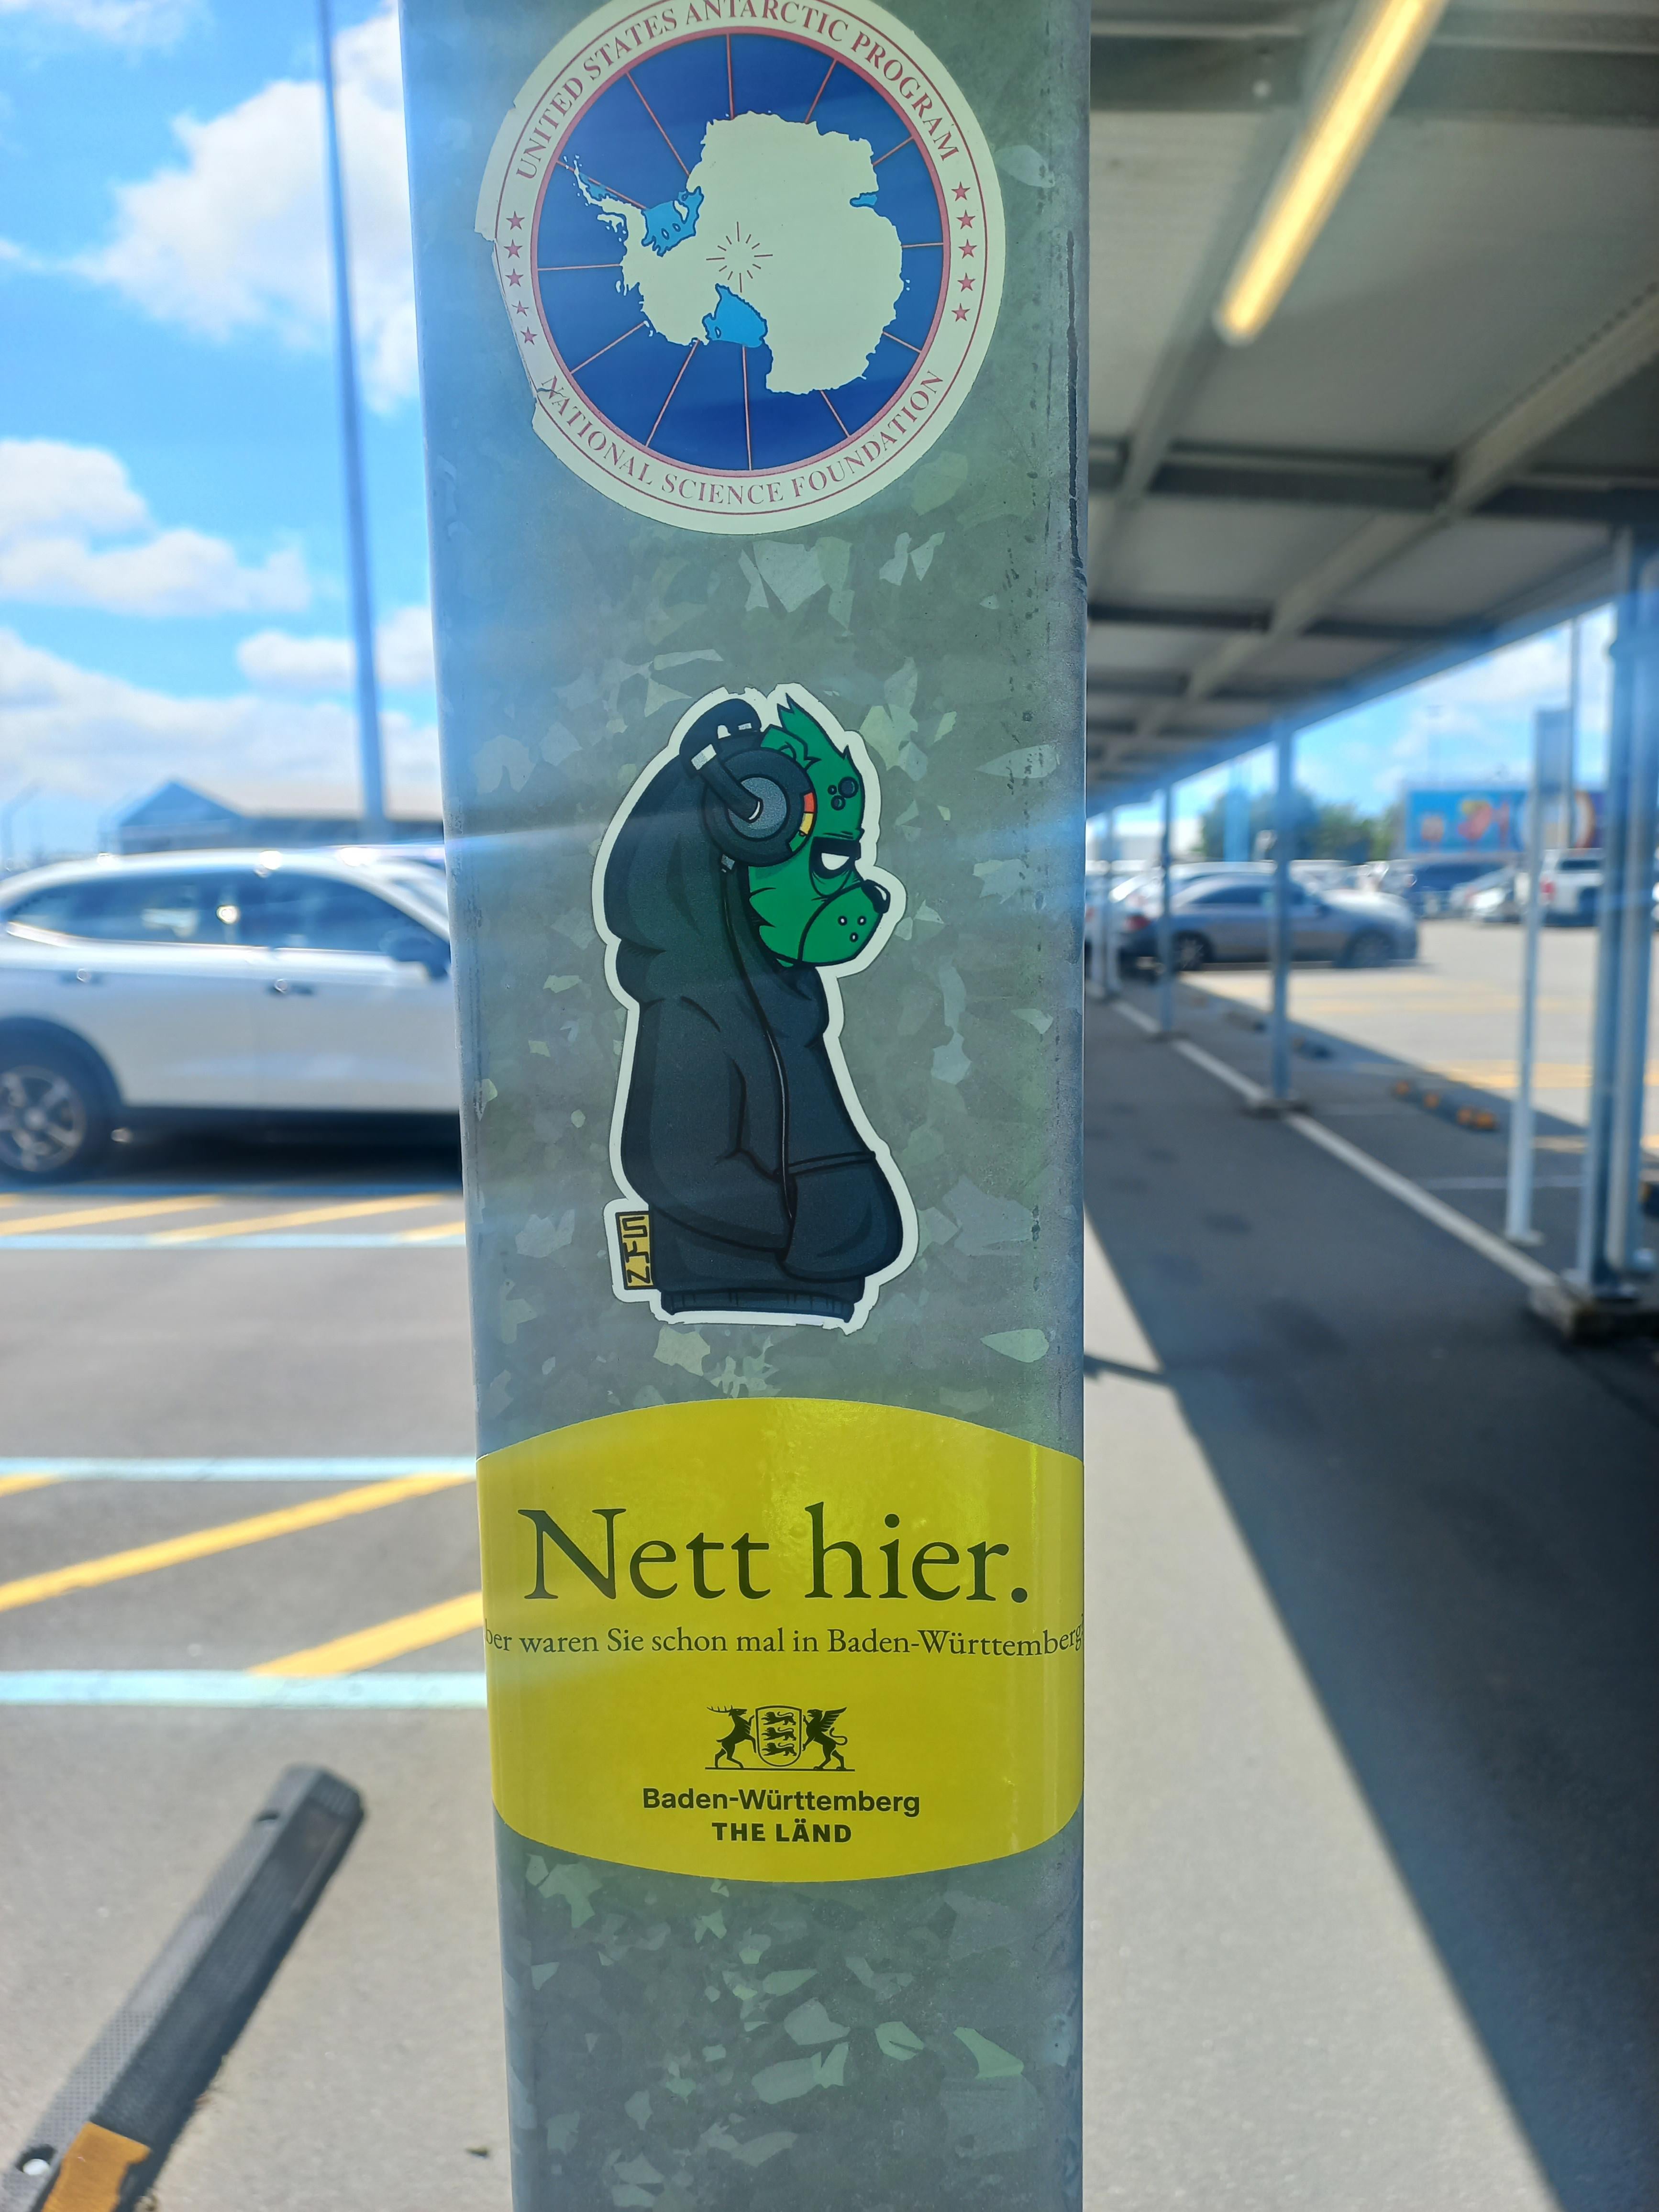 UNITED STATES ANTARCTIC PROGRAM
NATIONAL SCIENCE FOUNDATION
Nett hier.
waren Sie schon mal in Baden-Württemberg
Baden-Württemberg
THE LÄND